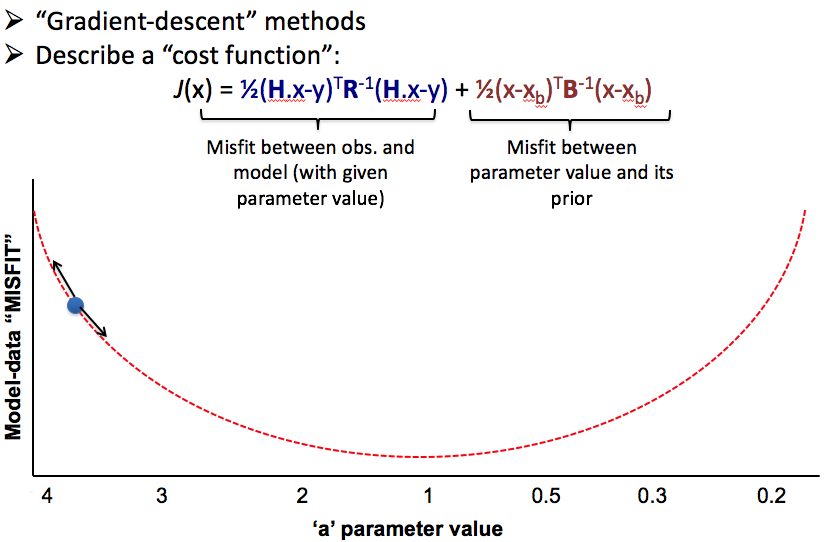 ➢ “Gradient-descent” methods
➢ Describe a “cost function”:
J(x) = ½(H.x-y)ᵀR⁻¹(H.x-y) + ½(x-x_b)ᵀB⁻¹(x-x_b)
Misfit between obs. and
model (with given
parameter value)
Misfit between
parameter value and its
prior
Model-data “MISFIT”
4 3 2 1 0.5 0.3 0.2
‘a’ parameter value